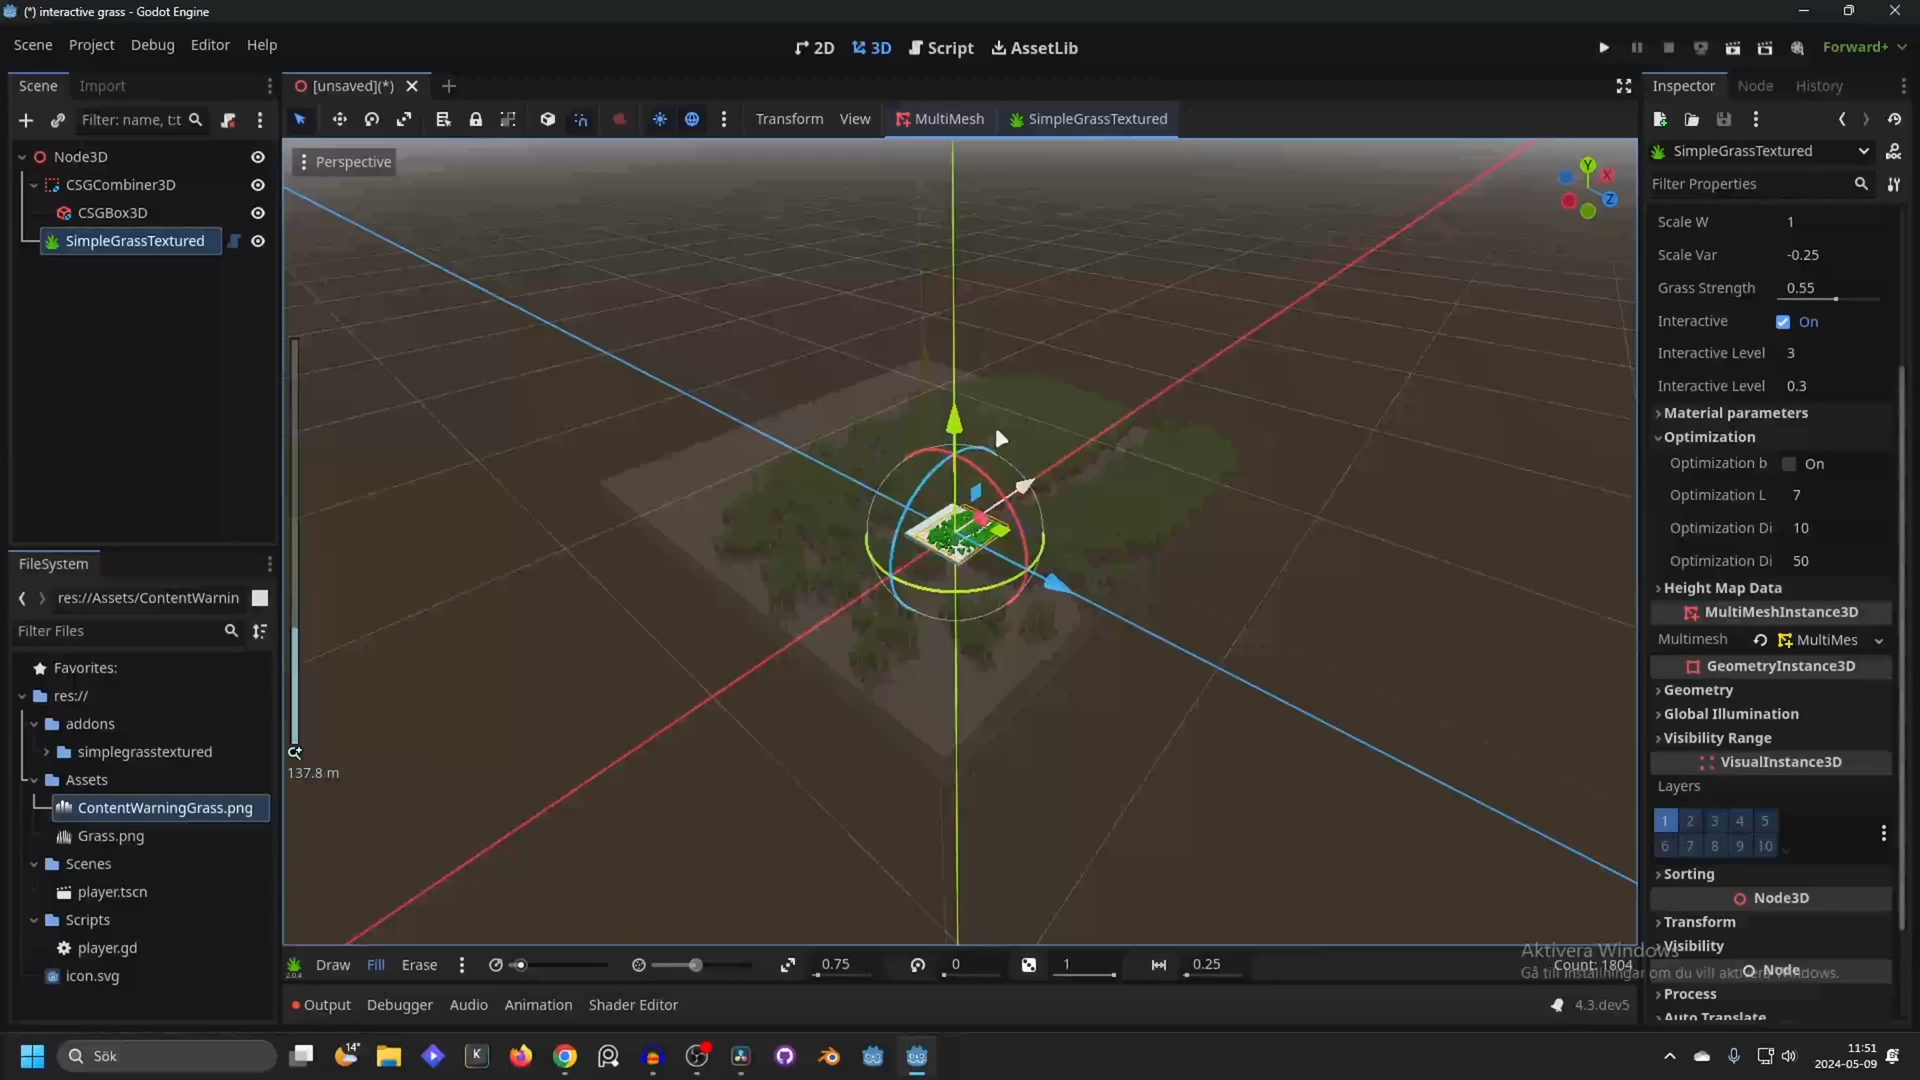 (*) interactive grass - Godot Engine
Scene Project Debug Editor Help
2D 3D Script AssetLib
Forward+
Scene Import
[unsaved](*)
Inspector Node History
Filter: name, t:t
Transform View MultiMesh SimpleGrassTextured
Perspective
Node3D
CSGCombiner3D
CSGBox3D
SimpleGrassTextured
Y
X
Z
137.8 m
SimpleGrassTextured
DOC
Filter Properties
Scale W 1
Scale Var -0.25
Grass Strength 0.55
Interactive On
Interactive Level 3
Interactive Level 0.3
Material parameters
Optimization
Optimization b On
Optimization L 7
Optimization Di 10
Optimization Di 50
Height Map Data
MultiMeshInstance3D
Multimesh MultiMes
GeometryInstance3D
Geometry
Global Illumination
Visibility Range
VisualInstance3D
Layers
1 2 3 4 5
6 7 8 9 10
Sorting
Node3D
Transform
Visibility
Node
Process
Auto Translate
FileSystem
res://Assets/ContentWarnin
Filter Files
Favorites:
res://
addons
simplegrasstextured
Assets
ContentWarningGrass.png
Grass.png
Scenes
player.tscn
Scripts
player.gd
icon.svg
Aktivera Windows
Gå till Inställningar om du vill aktivera Windows.
2.0.4
Draw Fill Erase 0.75 0 1 0.25 Count: 1804
Output Debugger Audio Animation Shader Editor 4.3.dev5
Sök
14°
K
11:51
2024-05-09